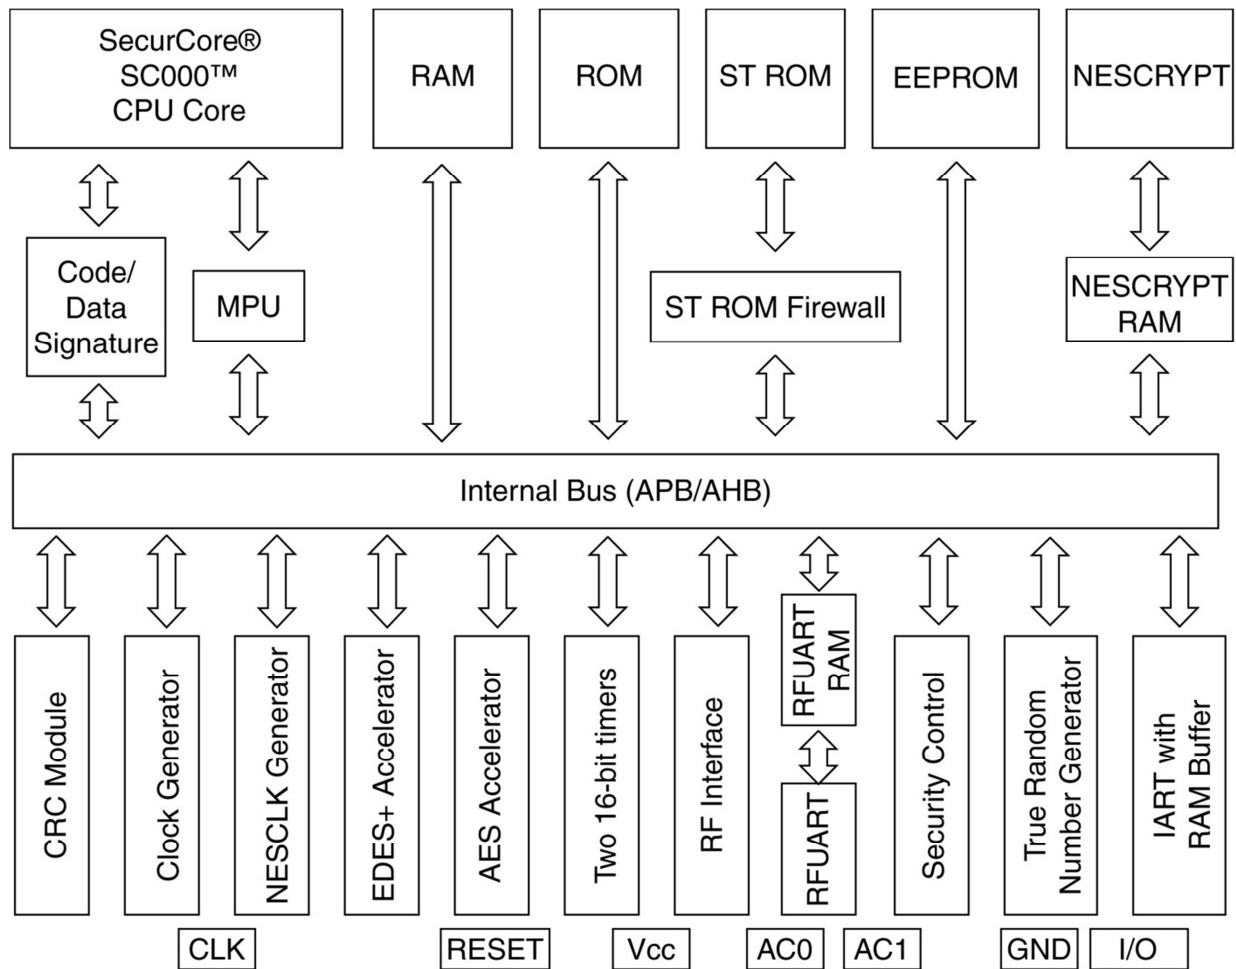 SecurCore®
SC000™
CPU Core
RAM
ROM
ST ROM
EEPROM
NESCRYPT
Code/
Data
Signature
MPU
ST ROM Firewall
NESCRYPT
RAM
Internal Bus (APB/AHB)
CRC Module
Clock Generator
NESCLK Generator
EDES+ Accelerator
AES Accelerator
Two 16-bit timers
RF Interface
RFUART
RAM
RFUART
Security Control
True Random
Number Generator
IART with
RAM Buffer
CLK
RESET
Vcc
AC0
AC1
GND
I/O